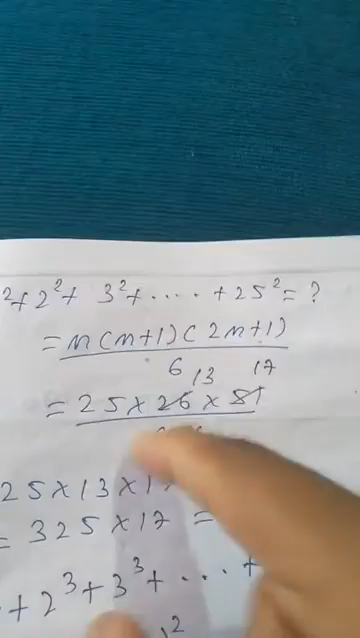 ²+2²+ 3²+ .... +25²= ?
= n(n+1)(2n+1)
6 13 17
= 25×26×51
25×13×1
= 325×17 =
+2³+3³+ ... +
2